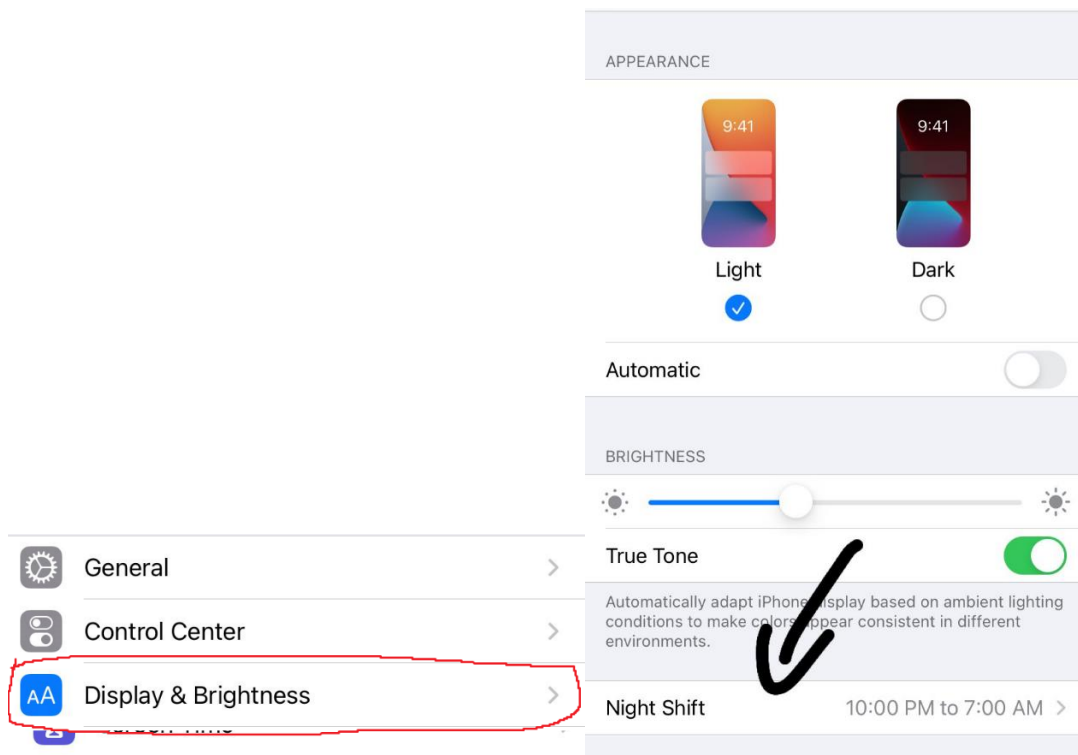 General
Control Center
AA Display & Brightness
Screen Time
APPEARANCE
9:41
9:41
Light
Dark
Automatic
BRIGHTNESS
True Tone
Automatically adapt iPhone display based on ambient lighting
conditions to make colors appear consistent in different
environments.
Night Shift 10:00 PM to 7:00 AM